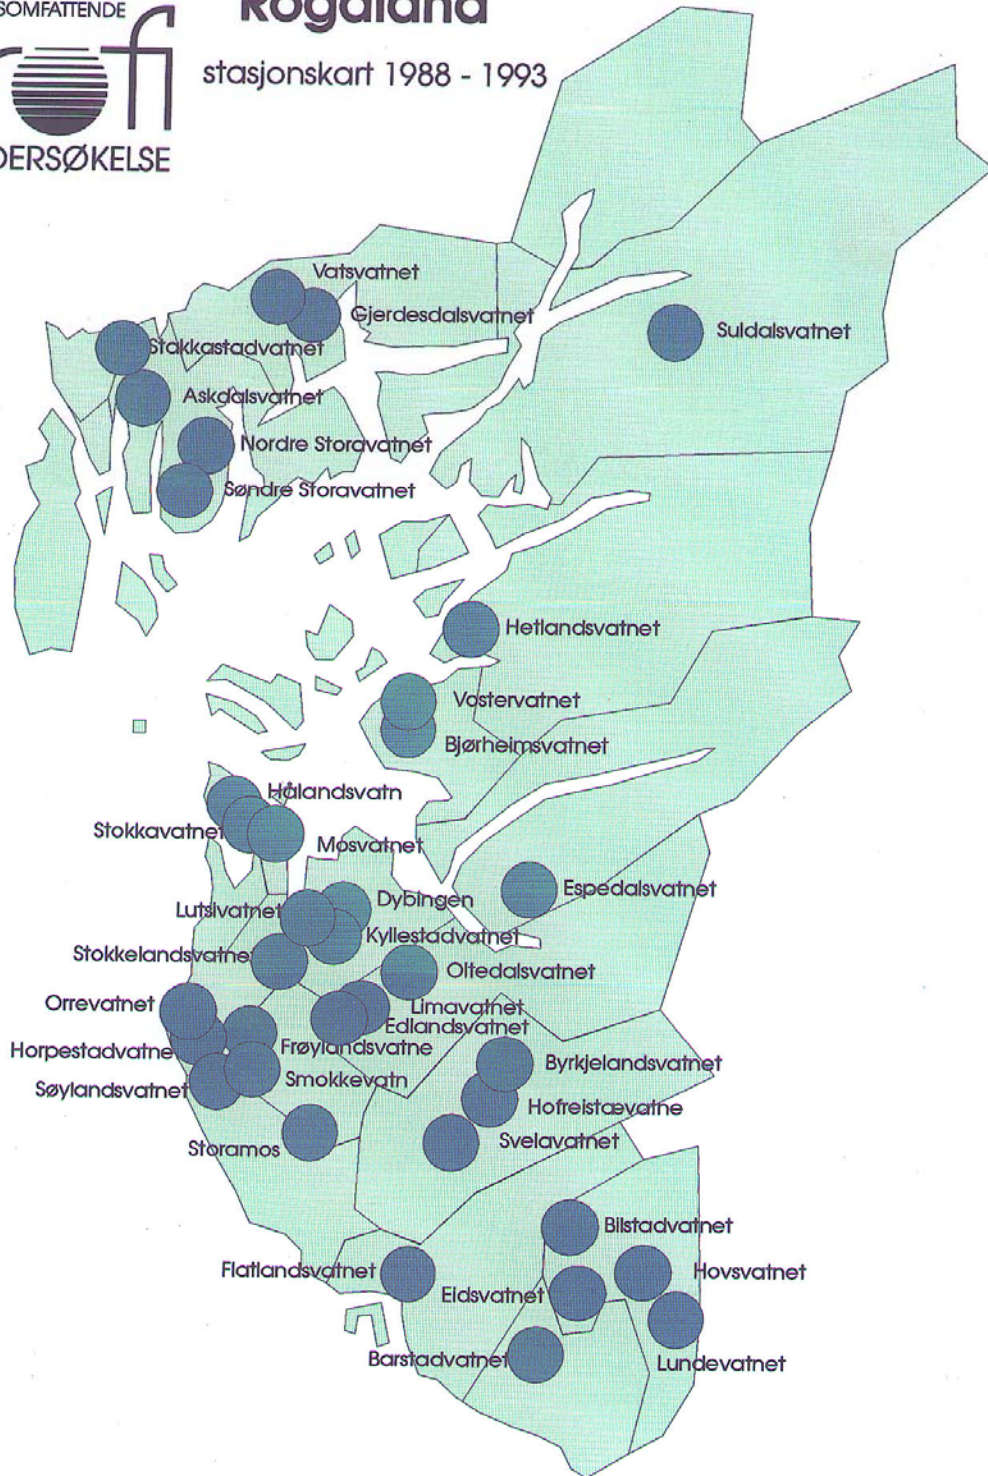 SOMFATTENDE
Rogaland
stasjonskart 1988 - 1993
rofi
DERSØKELSE
Vatsvatnet
Gjerdesdalsvatnet
Suldalsvatnet
Stakkastadvatnet
Askdalsvatnet
Nordre Storavatnet
Søndre Storavatnet
Hetlandsvatnet
Vostervatnet
Bjørheimsvatnet
Hålandsvatn
Stokkavatnet
Mosvatnet
Espedalsvatnet
Dybingen
Lutsivatnet
Kyllestadvatnet
Stokkelandsvatne
Oltedalsvatnet
Orrevatnet
Limavatnet
Edlandsvatnet
Frøylandsvatne
Horpestadvatne
Byrkjelandsvatnet
Smokkevatn
Søylandsvatnet
Hofreistævatne
Svelavatnet
Storamos
Bilstadvatnet
Flatlandsvatnet
Hovsvatnet
Eidsvatnet
Barstadvatnet
Lundevatnet